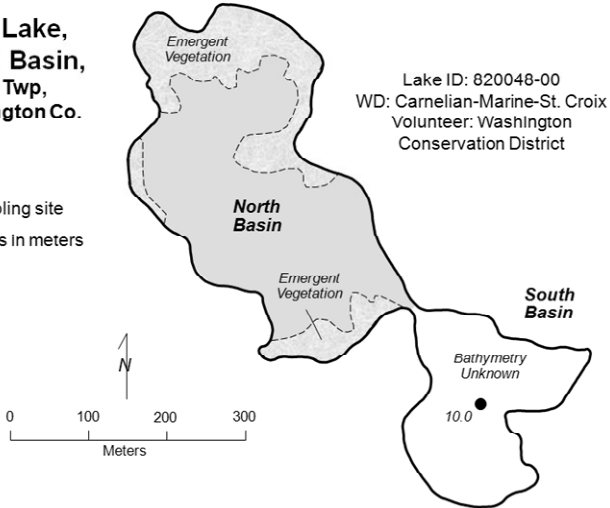 Lake,
Basin,
Twp,
gton Co.
Lake ID: 820048-00
WD: Carnelian-Marine-St. Croix
Volunteer: Washington
Conservation District
ling site
s in meters
Emergent
Vegetation
North
Basin
Emergent
Vegetation
South
Basin
Bathymetry
Unknown
10.0
N
0 100 200 300
Meters